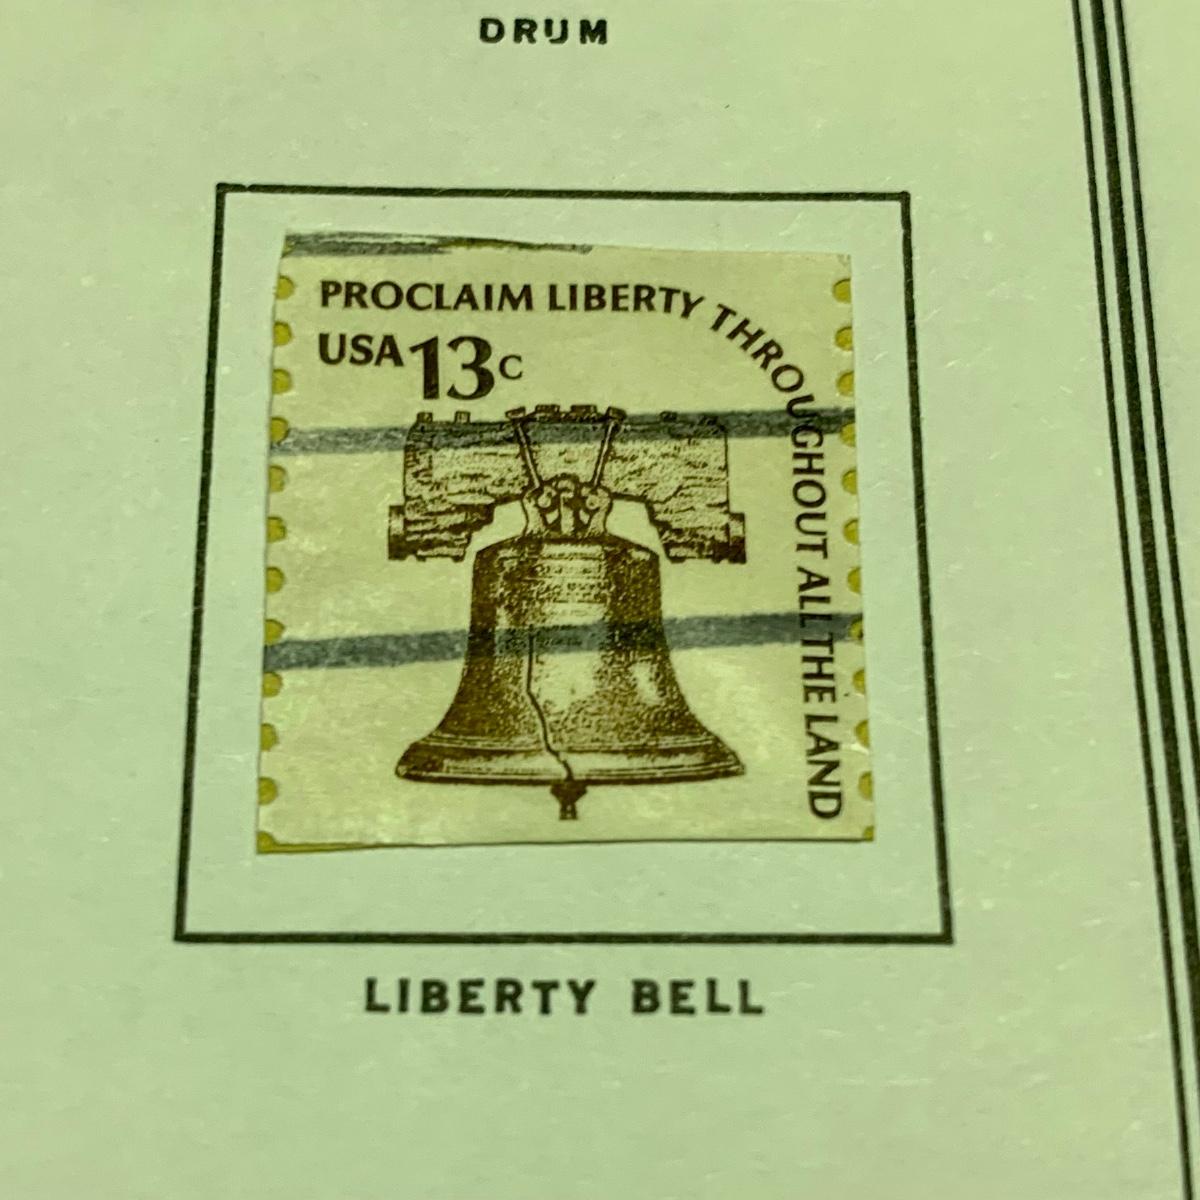 DRUM
PROCLAIM LIBERTY THROUGHOUT ALL THE LAND
USA 13c
LIBERTY BELL